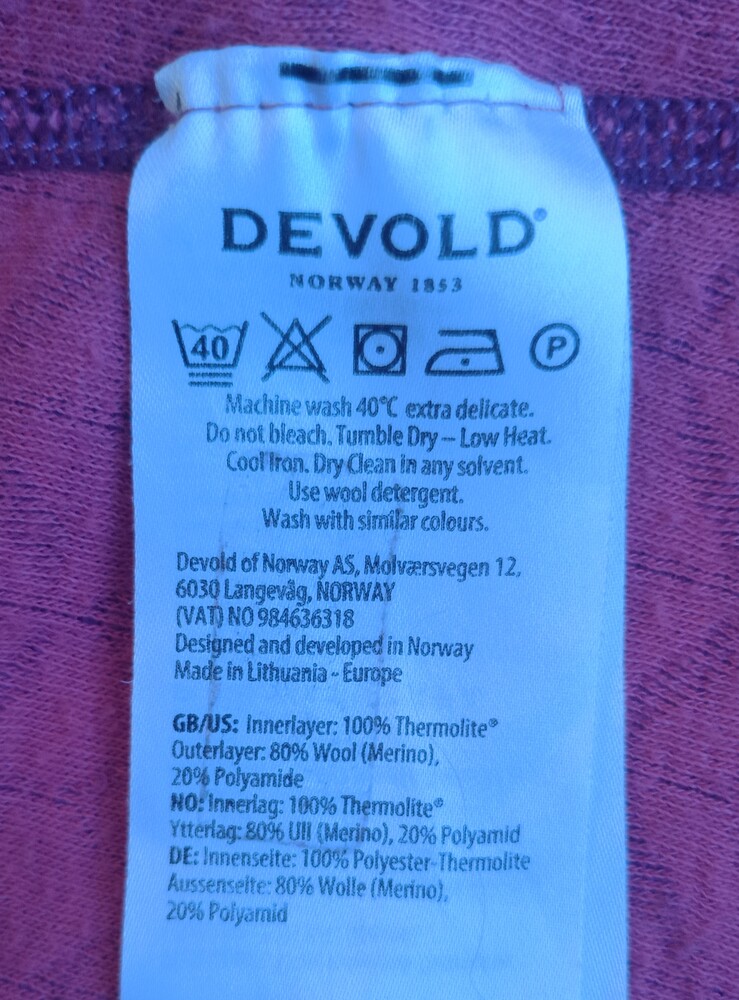 DEVOLD®
NORWAY 1853
40 P
Machine wash 40°C extra delicate.
Do not bleach. Tumble Dry – Low Heat.
Cool Iron. Dry Clean in any solvent.
Use wool detergent.
Wash with similar colours.
Devold of Norway AS, Molværsvegen 12,
6030 Langevåg, NORWAY
(VAT) NO 984636318
Designed and developed in Norway
Made in Lithuania - Europe
GB/US: Innerlayer: 100% Thermolite®
Outerlayer: 80% Wool (Merino),
20% Polyamide
NO: Innerlag: 100% Thermolite®
Ytterlag: 80% Ull (Merino), 20% Polyamid
DE: Innenseite: 100% Polyester-Thermolite
Aussenseite: 80% Wolle (Merino),
20% Polyamid